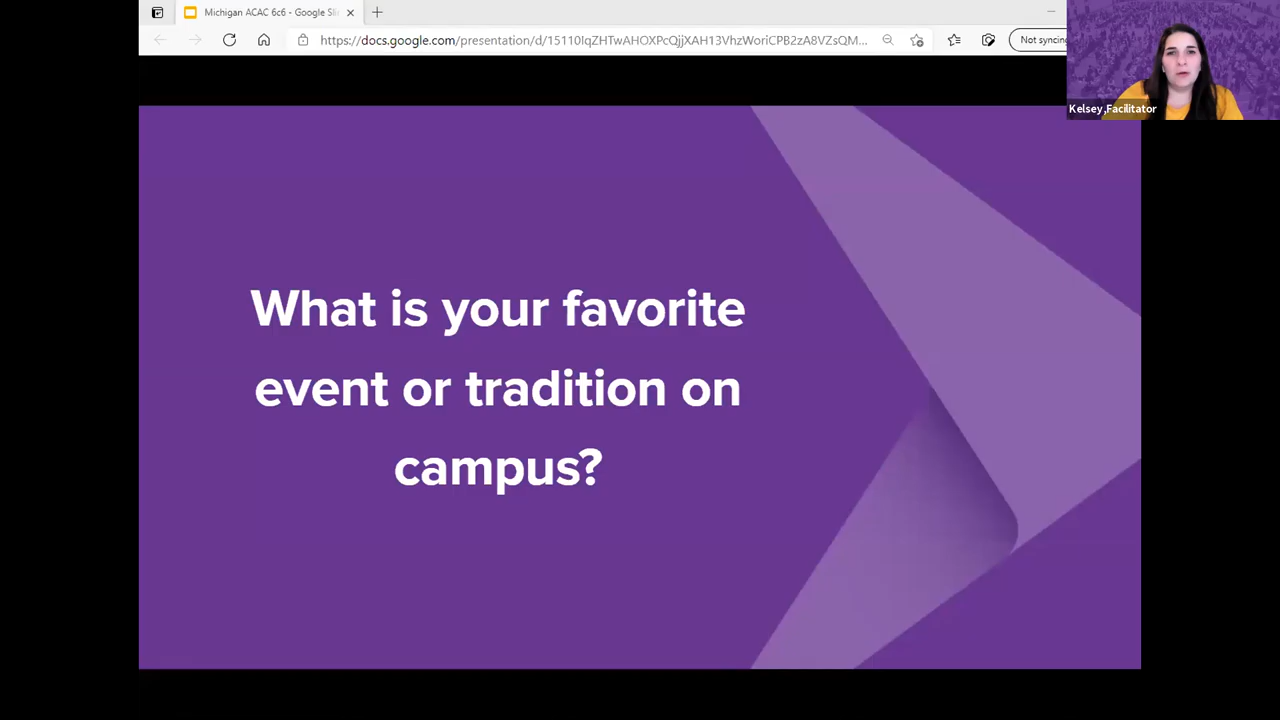 Michigan ACAC 6c6 - Google Sli
https://docs.google.com/presentation/d/15110IqZHTwAHOXPcQjjXAH13VhzWoriCPB2zA8VZsQM...
Not syncing
Kelsey ,Facilitator
What is your favorite
event or tradition on
campus?